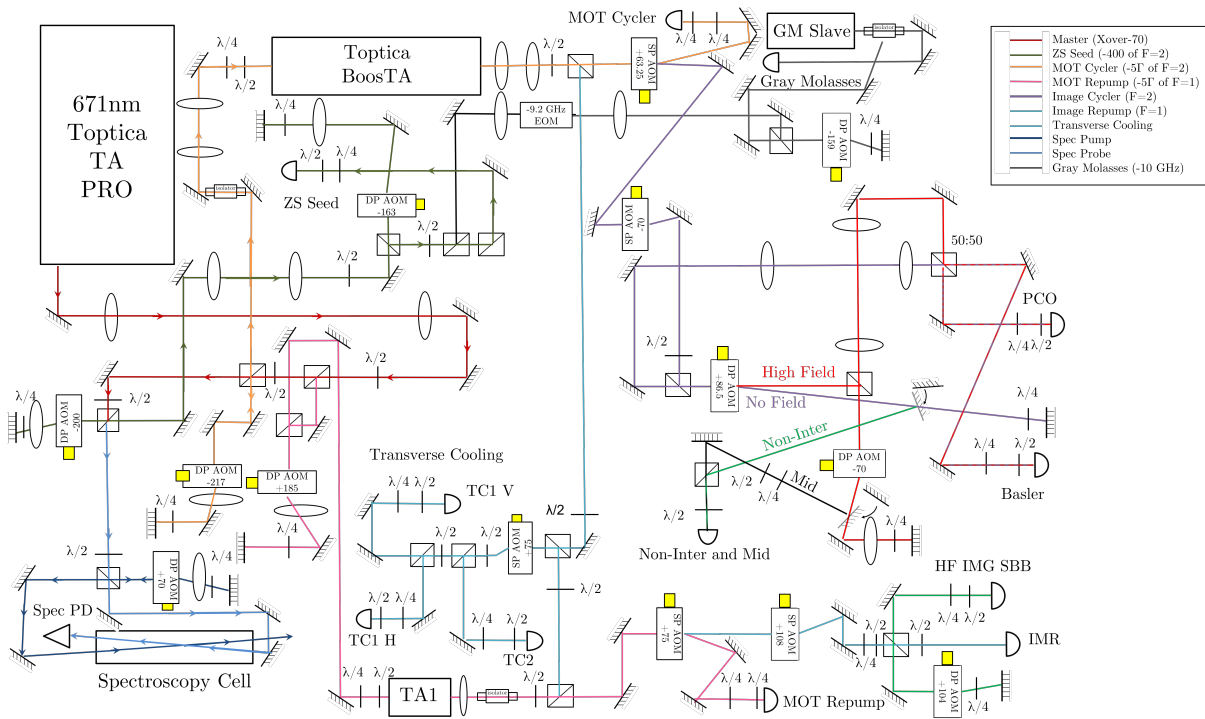 MOT Cycler
λ/4
λ/4
GM Slave
isolator
Gray Molasses
671nm
Toptica
TA
PRO
λ/4
λ/2
Toptica
BoosTA
λ/2
SP AOM
+63.25
-9.2 GHz
EOM
DP AOM
-159
λ/4
Master (Xover-70)
ZS Seed (-400 of F=2)
MOT Cycler (-5Γ of F=2)
MOT Repump (-5Γ of F=1)
Image Cycler (F=2)
Image Repump (F=1)
Transverse Cooling
Spec Pump
Spec Probe
Gray Molasses (-10 GHz)
λ/4
λ/2
λ/4
isolator
ZS Seed
DP AOM
-163
λ/2
λ/2
SP AOM
-70
50:50
PCO
λ/4
λ/2
λ/2
DP AOM
+86.5
High Field
No Field
λ/4
Non-Inter
Mid
λ/2
λ/4
λ/2
Non-Inter and Mid
DP AOM
-70
λ/4
λ/4
λ/2
Basler
λ/2
λ/2
λ/2
λ/4
DP AOM
-200
DP AOM
-217
DP AOM
+185
λ/4
λ/4
Transverse Cooling
λ/4
λ/2
TC1 V
λ/2
λ/2
SP AOM
+75
λ/2
λ/2
λ/2
λ/4
TC1 H
λ/4
λ/2
TC2
λ/2
DP AOM
+70
λ/4
Spec PD
Spectroscopy Cell
λ/4
λ/2
TA1
isolator
λ/2
SP AOM
+75
λ/4
λ/4
MOT Repump
SP AOM
+108
λ/4
λ/2
λ/2
HF IMG SBB
λ/4
λ/2
IMR
DP AOM
+104
λ/4